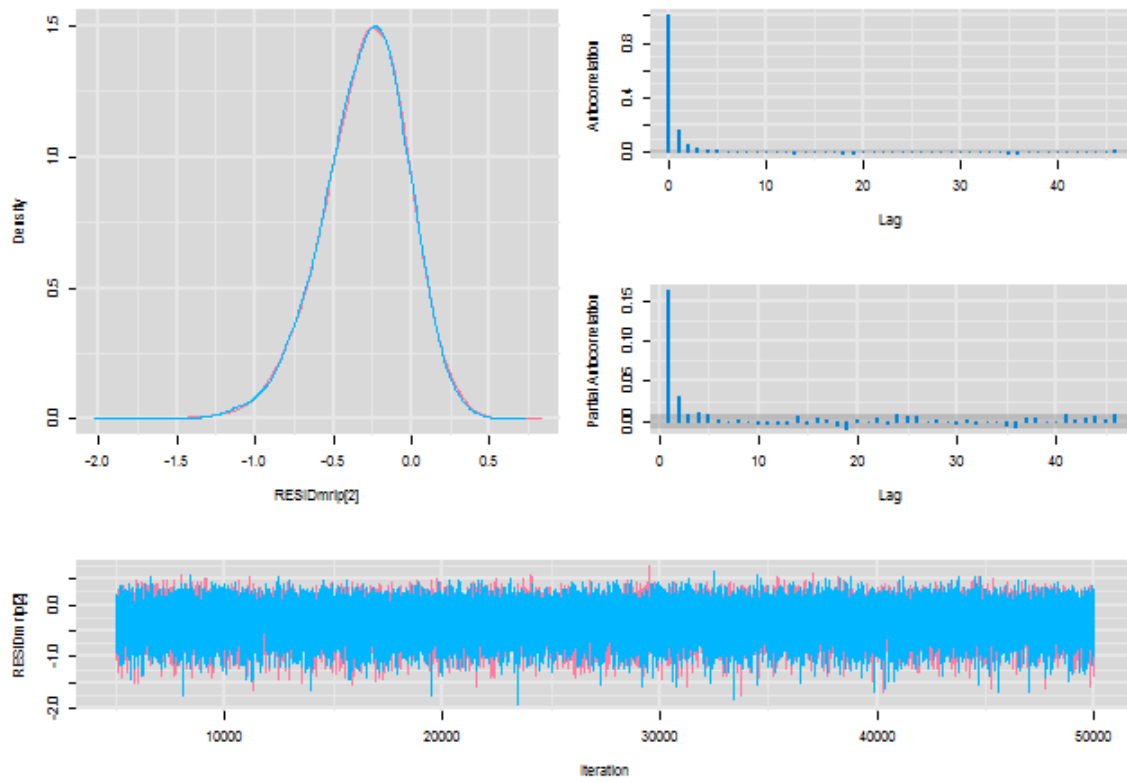 1.5
1.0
0.5
0.0
Density
-2.0 -1.5 -1.0 -0.5 0.0 0.5
RESIDmrip[2]
0.8
0.4
0.0
Autocorrelation
0 10 20 30 40
Lag
0.15
0.10
0.05
0.00
Partial Autocorrelation
0 10 20 30 40
Lag
0.0
-1.0
-2.0
RESIDmrip[2]
10000 20000 30000 40000 50000
Iteration